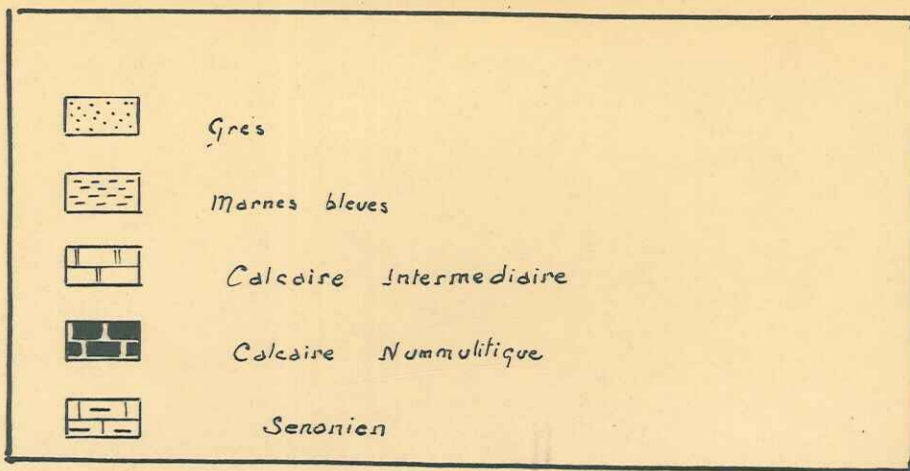 Gres
Marnes bleues
Calcaire Intermediaire
Calcaire Nummulitique
Senonien